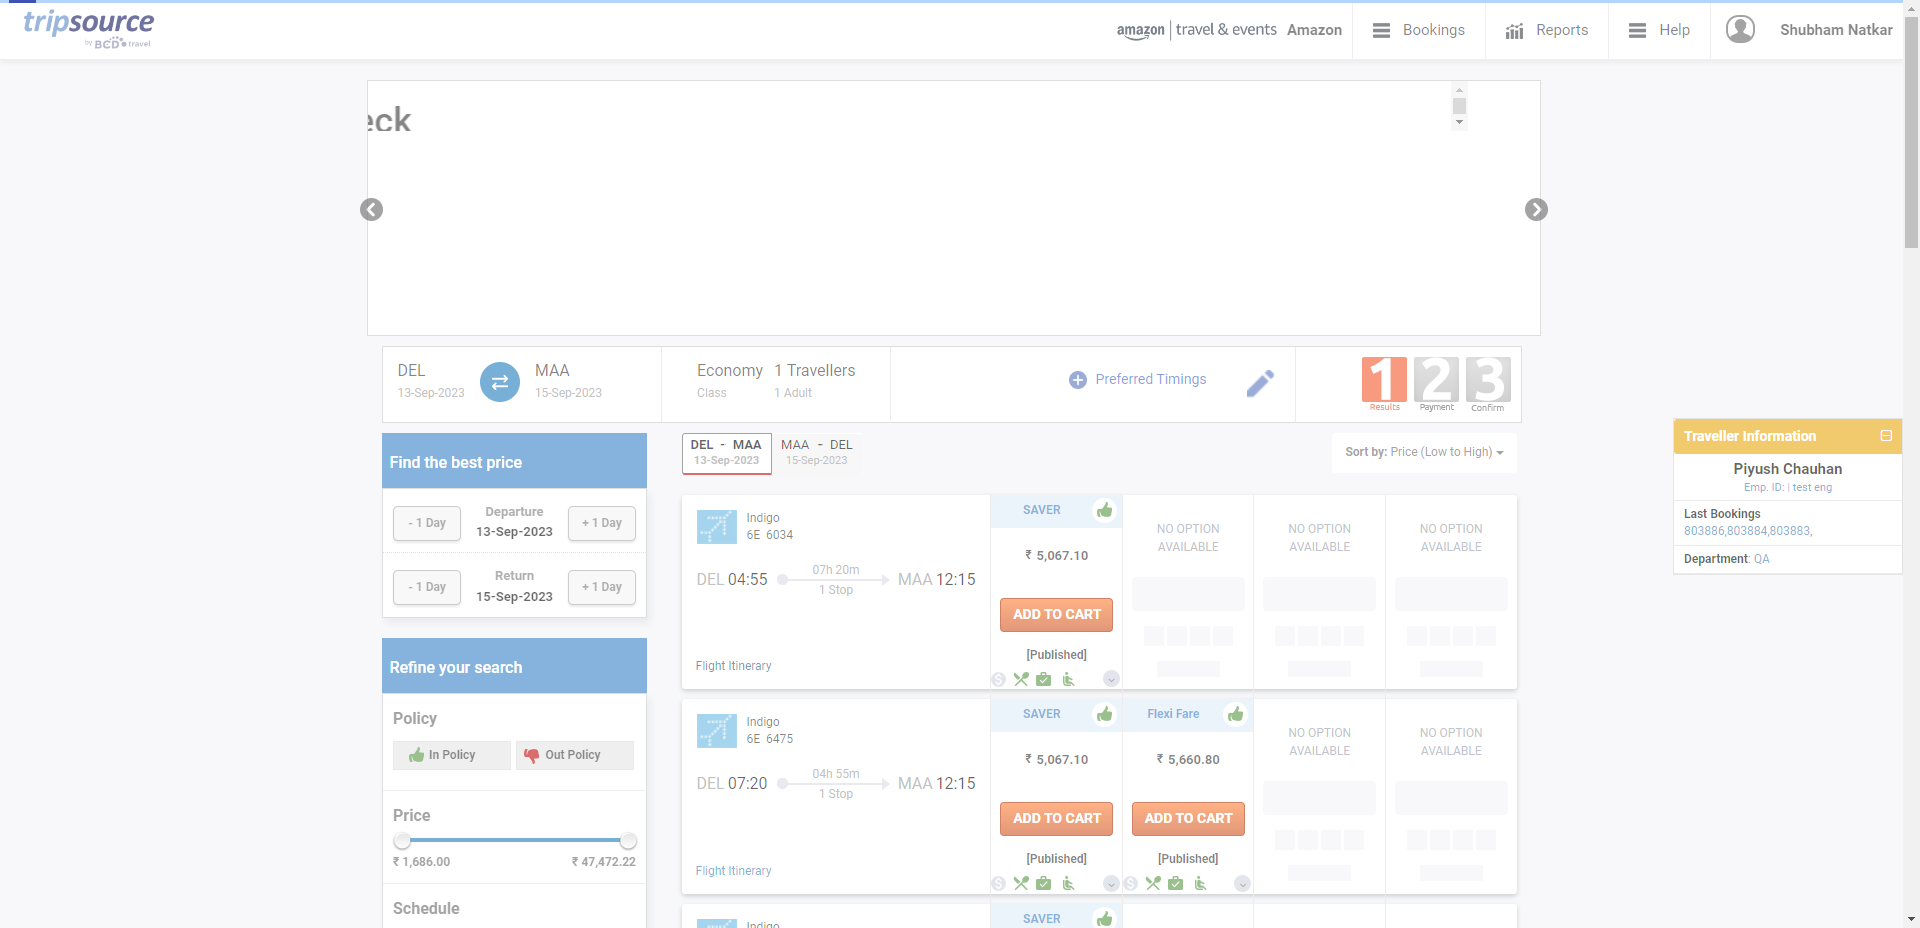 tripsource
by BCD travel
amazon | travel & events Amazon
Bookings
Reports
Help
Shubham Natkar
eck
DEL
13-Sep-2023
MAA
15-Sep-2023
Economy
Class
1 Travellers
1 Adult
Preferred Timings
1 2 3
Results Payment Confirm
Find the best price
- 1 Day
Departure
13-Sep-2023
+ 1 Day
- 1 Day
Return
15-Sep-2023
+ 1 Day
Refine your search
Policy
In Policy
Out Policy
Price
₹ 1,686.00
₹ 47,472.22
Schedule
DEL - MAA
13-Sep-2023
MAA - DEL
15-Sep-2023
Sort by: Price (Low to High)
Indigo
6E 6034
DEL 04:55
07h 20m
1 Stop
MAA 12:15
Flight Itinerary
SAVER
₹ 5,067.10
ADD TO CART
[Published]
NO OPTION
AVAILABLE
NO OPTION
AVAILABLE
NO OPTION
AVAILABLE
Indigo
6E 6475
DEL 07:20
04h 55m
1 Stop
MAA 12:15
Flight Itinerary
SAVER
₹ 5,067.10
ADD TO CART
[Published]
Flexi Fare
₹ 5,660.80
ADD TO CART
[Published]
NO OPTION
AVAILABLE
NO OPTION
AVAILABLE
Indigo
SAVER
Traveller Information
Piyush Chauhan
Emp. ID: | test eng
Last Bookings
803886,803884,803883,
Department: QA